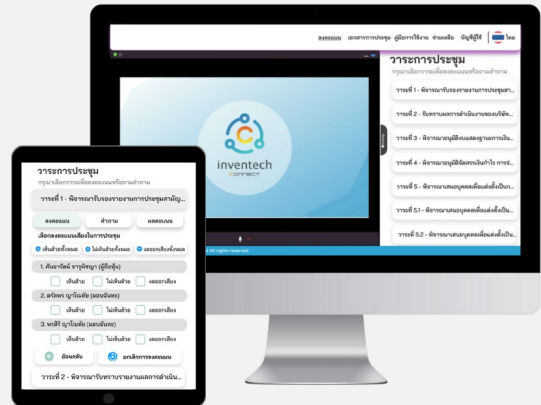 ลงคะแนน เอกสารการประชุม คู่มือการใช้งาน ช่วยเหลือ บัญชีผู้ใช้ ไทย
วาระการประชุม
กรุณาเลือกวาระเพื่อลงคะแนนหรือถามคำถาม
วาระที่ 1 - พิจารณารับรองรายงานการประชุมสา...
วาระที่ 2 - รับทราบผลการดำเนินงานของบริษัท...
วาระที่ 3 - พิจารณาอนุมัติงบแสดงฐานะการเงิน...
วาระที่ 4 - พิจารณาอนุมัติจัดสรรเงินกำไร การจ่...
วาระที่ 5 - พิจารณาเสนอบุคคลเพื่อแต่งตั้งเป็นก...
วาระที่ 5.1 - พิจารณาเสนอบุคคลเพื่อแต่งตั้งเป็น...
วาระที่ 5.2 - พิจารณาเสนอบุคคลเพื่อแต่งตั้งเป็น...
inventech
CONNECT
All rights reserved.
วาระการประชุม
กรุณาเลือกวาระเพื่อลงคะแนนหรือถามคำถาม
วาระที่ 1 - พิจารณารับรองรายงานการประชุมสามัญ...
ลงคะแนน คำถาม ผลคะแนน
เลือกลงคะแนนเสียงในการประชุม
เห็นด้วยทั้งหมด ไม่เห็นด้วยทั้งหมด งดออกเสียงทั้งหมด
1. คันธารัตน์ จารุพิชญา (ผู้ถือหุ้น)
เห็นด้วย ไม่เห็นด้วย งดออกเสียง
2. ตรัยพร ญาโณทัย (มอบฉันทะ)
เห็นด้วย ไม่เห็นด้วย งดออกเสียง
3. พาสิริ ญาโณทัย (มอบฉันทะ)
เห็นด้วย ไม่เห็นด้วย งดออกเสียง
ย้อนกลับ ยกเลิกการลงคะแนน
วาระที่ 2 - พิจารณารับทราบรายงานผลการดำเนิน...